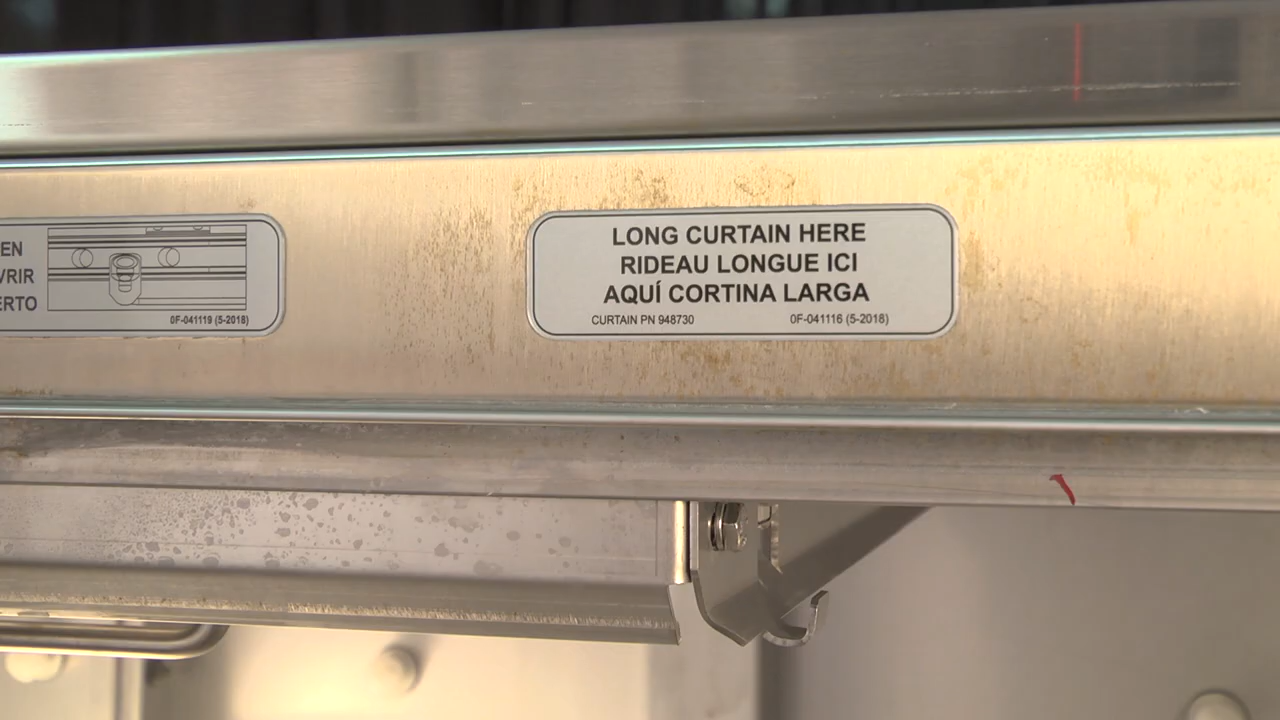 EN
VRIR
ERTO
0F-041119 (5-2018)
LONG CURTAIN HERE
RIDEAU LONGUE ICI
AQUÍ CORTINA LARGA
CURTAIN PN 948730 0F-041116 (5-2018)